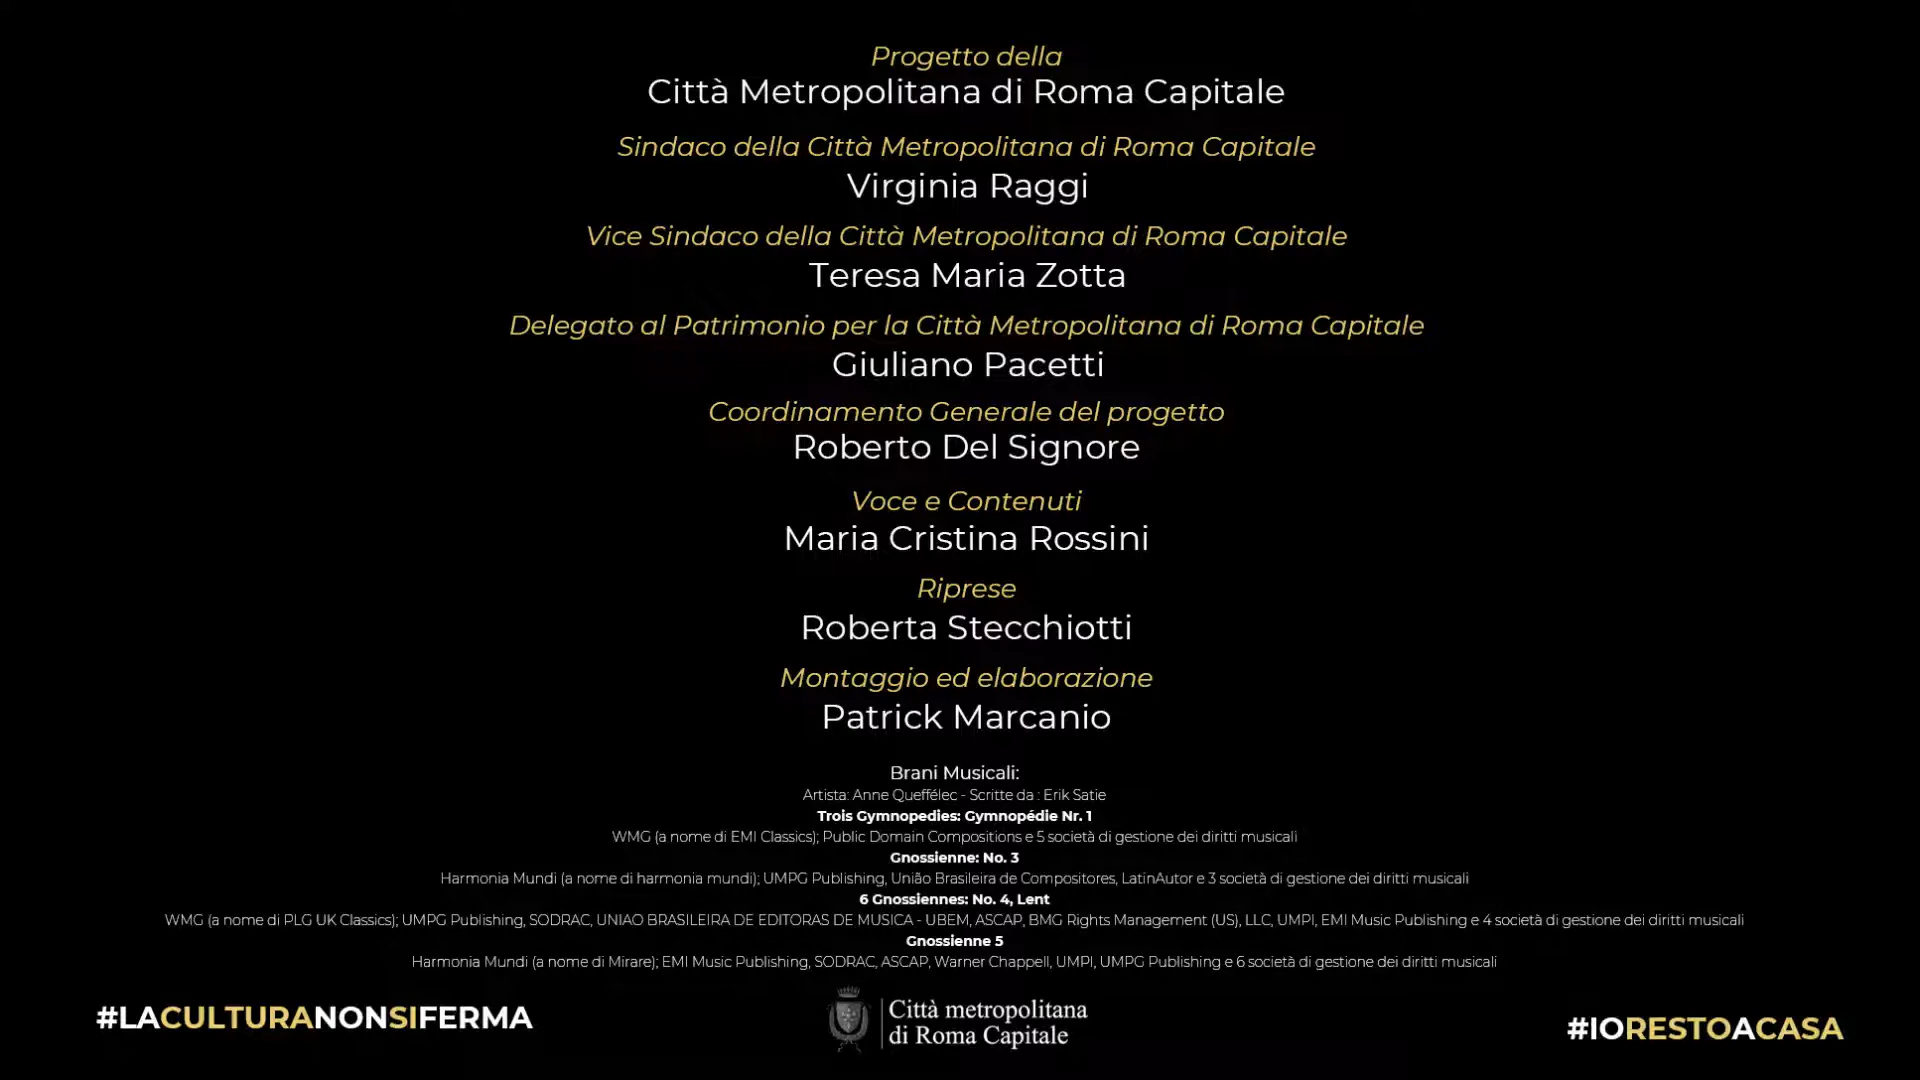 Progetto della
Città Metropolitana di Roma Capitale
Sindaco della Città Metropolitana di Roma Capitale
Virginia Raggi
Vice Sindaco della Città Metropolitana di Roma Capitale
Teresa Maria Zotta
Delegato al Patrimonio per la Città Metropolitana di Roma Capitale
Giuliano Pacetti
Coordinamento Generale del progetto
Roberto Del Signore
Voce e Contenuti
Maria Cristina Rossini
Riprese
Roberta Stecchiotti
Montaggio ed elaborazione
Patrick Marcanio
Brani Musicali:
Artista: Anne Queffélec - Scritte da : Erik Satie
Trois Gymnopedies: Gymnopédie Nr. 1
WMG (a nome di EMI Classics); Public Domain Compositions e 5 società di gestione dei diritti musicali
Gnossienne: No. 3
Harmonia Mundi (a nome di harmonia mundi); UMPG Publishing, União Brasileira de Compositores, LatinAutor e 3 società di gestione dei diritti musicali
6 Gnossiennes: No. 4, Lent
WMG (a nome di PLG UK Classics); UMPG Publishing, SODRAC, UNIAO BRASILEIRA DE EDITORAS DE MUSICA - UBEM, ASCAP, BMG Rights Management (US), LLC, UMPI, EMI Music Publishing e 4 società di gestione dei diritti musicali
Gnossienne 5
Harmonia Mundi (a nome di Mirare); EMI Music Publishing, SODRAC, ASCAP, Warner Chappell, UMPI, UMPG Publishing e 6 società di gestione dei diritti musicali
#LACULTURANONSIFERMA
Città metropolitana
di Roma Capitale
#IORESTOACASA